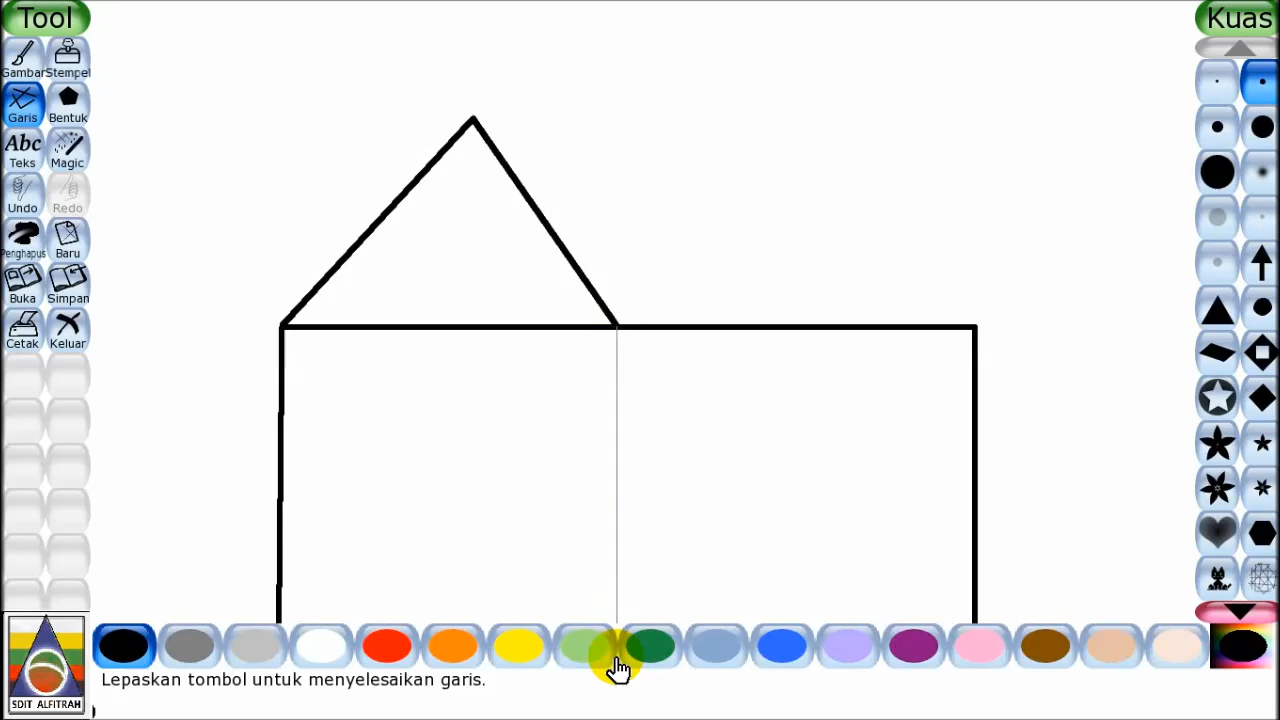 Tool
Kuas
Gambar Stempel
Garis Bentuk
Abc
Teks Magic
Undo Redo
Penghapus Baru
Buka Simpan
Cetak Keluar
SDIT ALFITRAH
Lepaskan tombol untuk menyelesaikan garis.